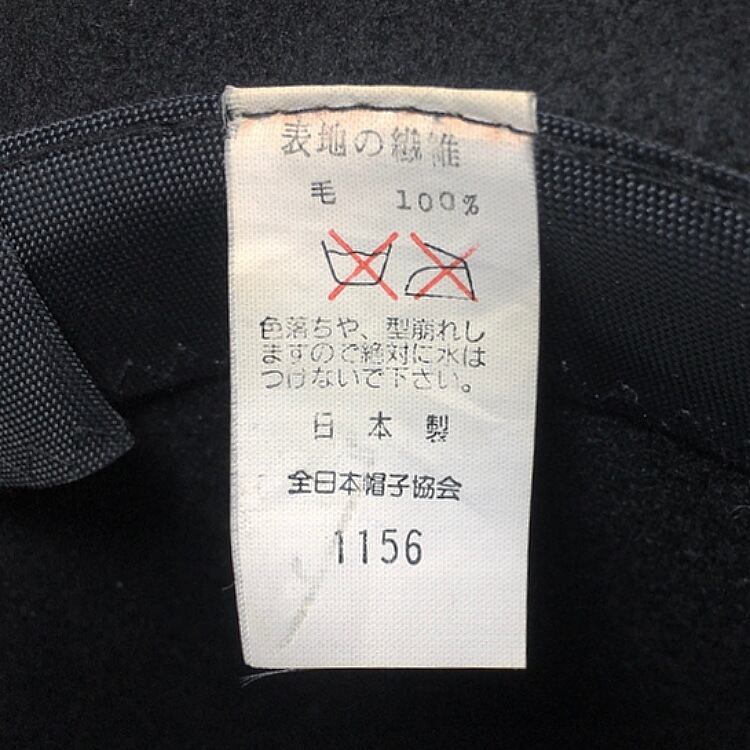 表地の繊維
毛 100%
色落ちや、型崩れし
ますので絶対に水は
つけないで下さい。
日本製
全日本帽子協会
1156